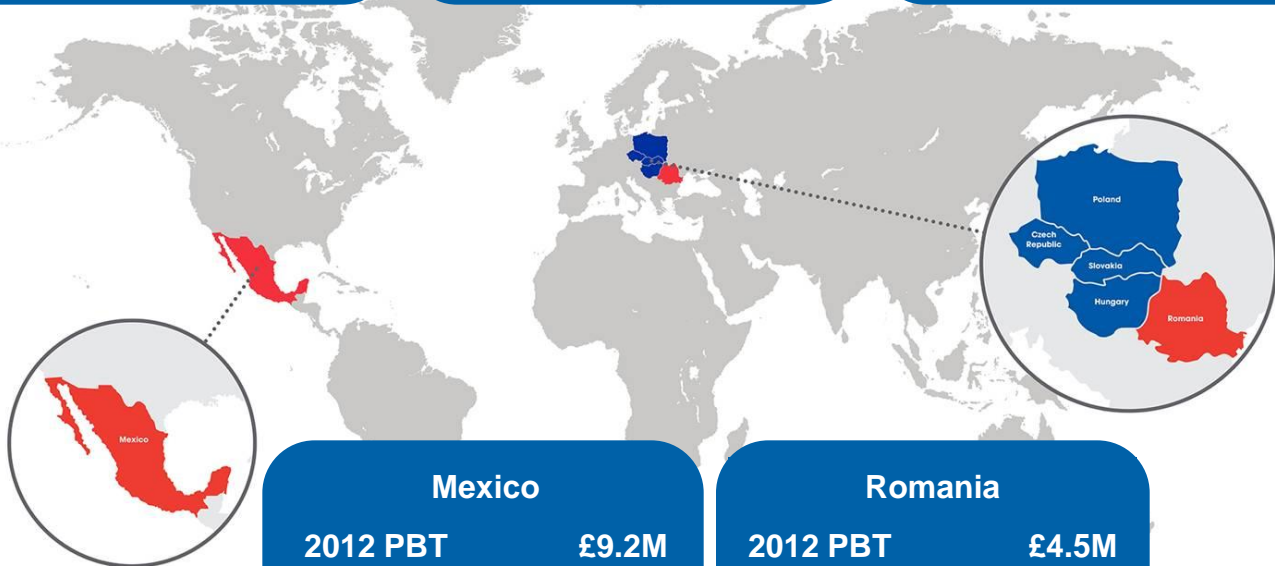 Poland
Czech
Republic
Slovakia
Hungary
Romania
Mexico
Mexico
2012 PBT £9.2M
Romania
2012 PBT £4.5M